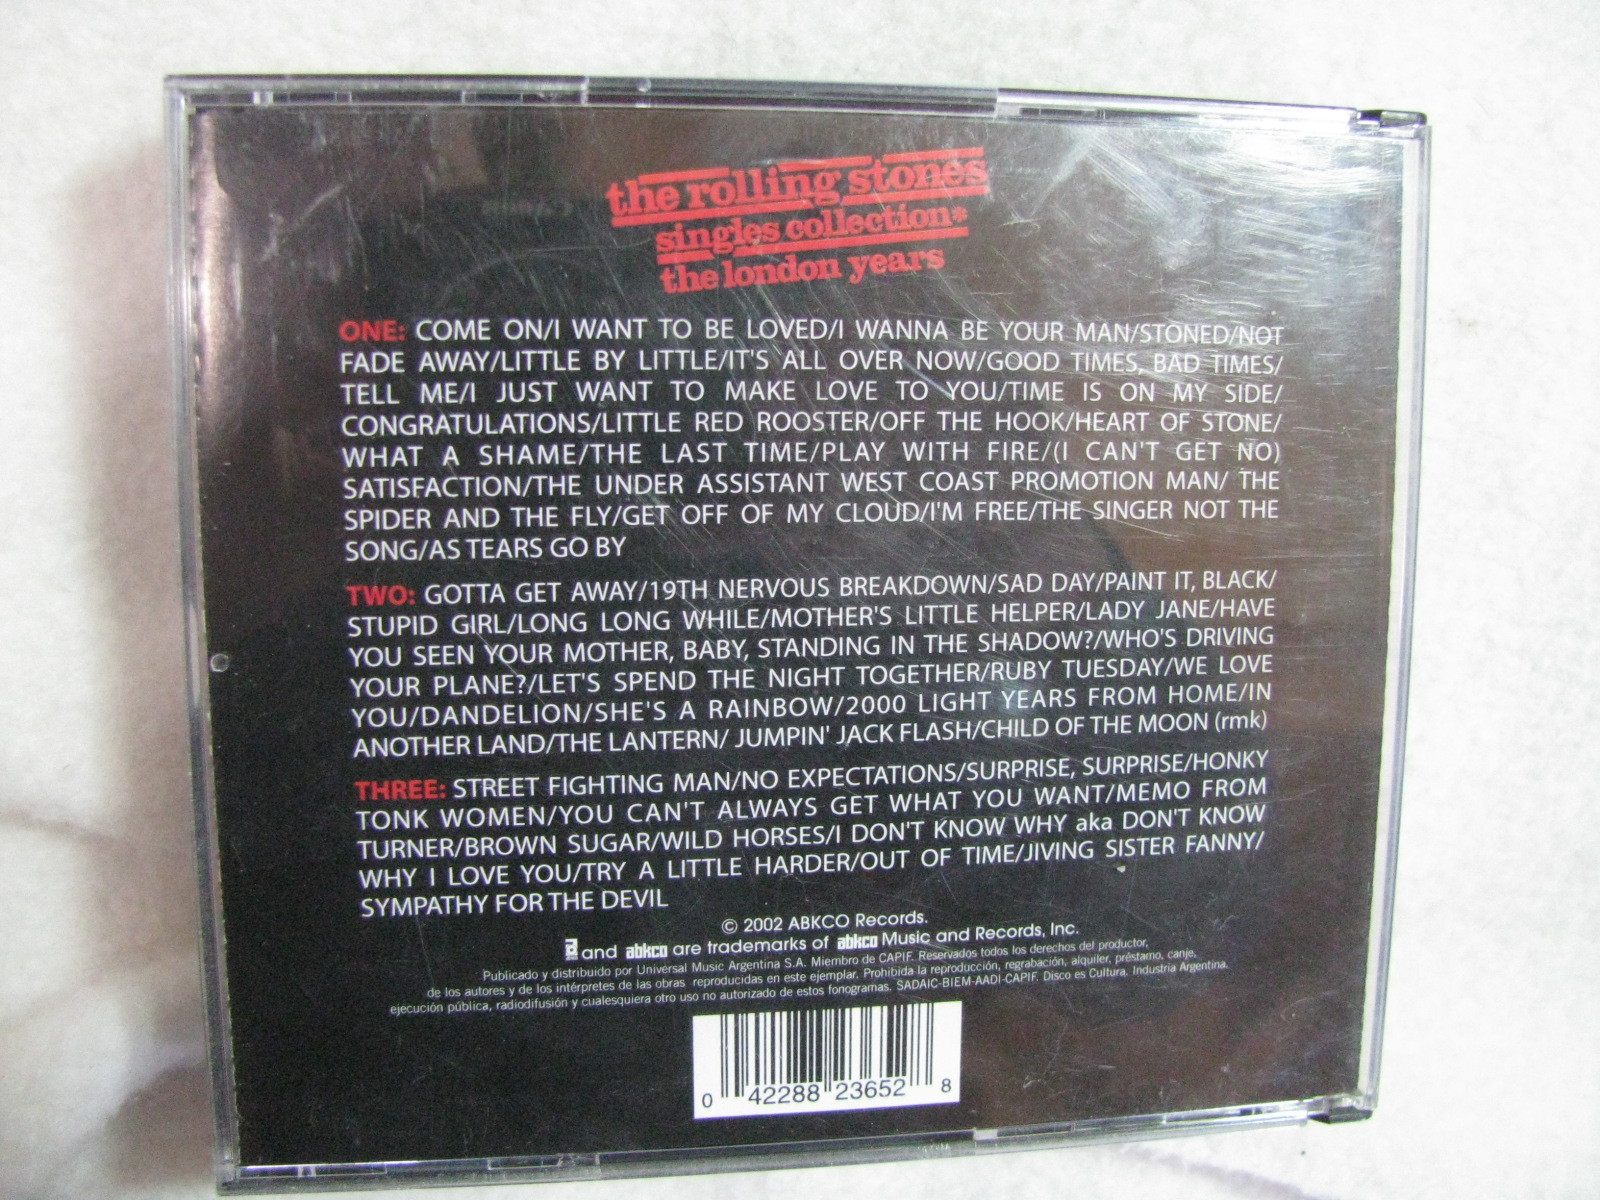 the rolling stones
singles collection*
the london years
ONE: COME ON/I WANT TO BE LOVED/I WANNA BE YOUR MAN/STONED/NOT
FADE AWAY/LITTLE BY LITTLE/IT'S ALL OVER NOW/GOOD TIMES, BAD TIMES/
TELL ME/I JUST WANT TO MAKE LOVE TO YOU/TIME IS ON MY SIDE/
CONGRATULATIONS/LITTLE RED ROOSTER/OFF THE HOOK/HEART OF STONE/
WHAT A SHAME/THE LAST TIME/PLAY WITH FIRE/(I CAN'T GET NO)
SATISFACTION/THE UNDER ASSISTANT WEST COAST PROMOTION MAN/ THE
SPIDER AND THE FLY/GET OFF OF MY CLOUD/I'M FREE/THE SINGER NOT THE
SONG/AS TEARS GO BY
TWO: GOTTA GET AWAY/19TH NERVOUS BREAKDOWN/SAD DAY/PAINT IT, BLACK/
STUPID GIRL/LONG LONG WHILE/MOTHER'S LITTLE HELPER/LADY JANE/HAVE
YOU SEEN YOUR MOTHER, BABY, STANDING IN THE SHADOW?/WHO'S DRIVING
YOUR PLANE?/LET'S SPEND THE NIGHT TOGETHER/RUBY TUESDAY/WE LOVE
YOU/DANDELION/SHE'S A RAINBOW/2000 LIGHT YEARS FROM HOME/IN
ANOTHER LAND/THE LANTERN/ JUMPIN' JACK FLASH/CHILD OF THE MOON (rmk)
THREE: STREET FIGHTING MAN/NO EXPECTATIONS/SURPRISE, SURPRISE/HONKY
TONK WOMEN/YOU CAN'T ALWAYS GET WHAT YOU WANT/MEMO FROM
TURNER/BROWN SUGAR/WILD HORSES/I DON'T KNOW WHY aka DON'T KNOW
WHY I LOVE YOU/TRY A LITTLE HARDER/OUT OF TIME/JIVING SISTER FANNY/
SYMPATHY FOR THE DEVIL
© 2002 ABKCO Records.
a and abkco are trademarks of abkco Music and Records, Inc.
Publicado y distribuido por Universal Music Argentina S.A. Miembro de CAPIF. Reservados todos los derechos del productor,
de los autores y de los intérpretes de las obras reproducidas en este ejemplar. Prohibida la reproducción, regrabación, alquiler, préstamo, canje,
ejecución pública, radiodifusión y cualesquiera otro uso no autorizado de estos fonogramas. SADAIC-BIEM-AADI-CAPIF. Disco es Cultura. Industria Argentina.
0 42288 23652 8